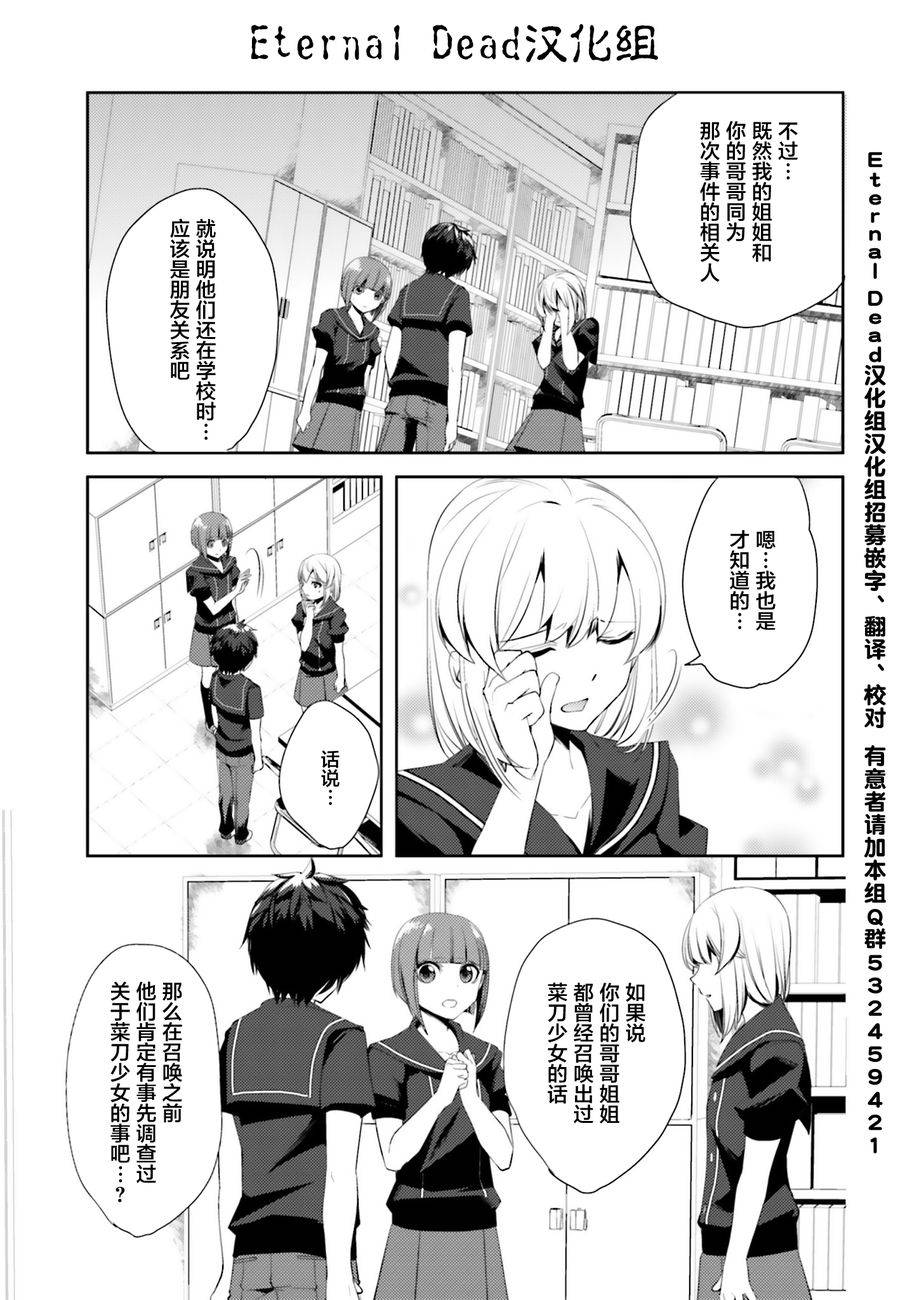 Eternal Dead汉化组
不过…
既然我的姐姐和
你的哥哥同为
那次事件的相关人
就说明他们还在学校时…
应该是朋友关系吧
嗯…我也是
才知道的…
话说…
如果说
你们的哥哥姐姐
都曾经召唤出过
菜刀少女的话
那么在召唤之前
他们肯定有事先调查过
关于菜刀少女的事吧…?
Eternal Dead汉化组汉化组招募嵌字、翻译、校对 有意者请加本组Q群532459421